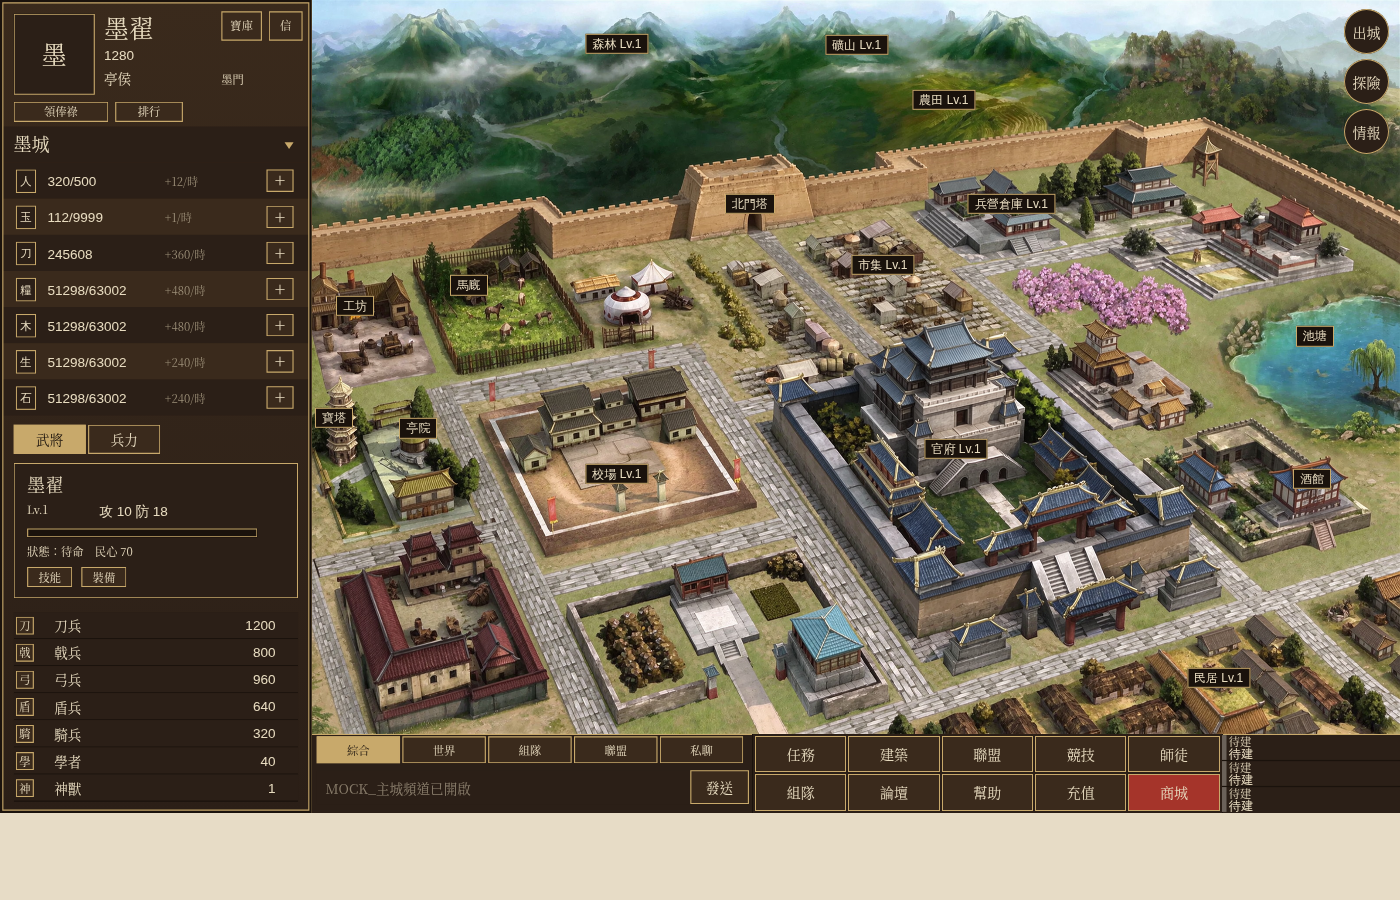 墨
墨翟
寶庫
信
1280
亭侯
墨門
領俸祿
排行
墨城
人 320/500 +12/時 +
玉 112/9999 +1/時 +
刀 245608 +360/時 +
糧 51298/63002 +480/時 +
木 51298/63002 +480/時 +
生 51298/63002 +240/時 +
石 51298/63002 +240/時 +
武將
兵力
墨翟
Lv.1 攻 10 防 18
狀態：待命 民心 70
技能
裝備
刀 刀兵 1200
戟 戟兵 800
弓 弓兵 960
盾 盾兵 640
騎 騎兵 320
學 學者 40
神 神獸 1
森林 Lv.1
礦山 Lv.1
農田 Lv.1
出城
探險
情報
北門塔
兵營倉庫 Lv.1
市集 Lv.1
馬廄
工坊
池塘
寶塔
亭院
校場 Lv.1
官府 Lv.1
酒館
民居 Lv.1
綜合
世界
組隊
聯盟
私聊
MOCK_主城頻道已開啟
發送
任務
建築
聯盟
競技
師徒
組隊
論壇
幫助
充值
商城
待建
待建
待建
待建
待建
待建